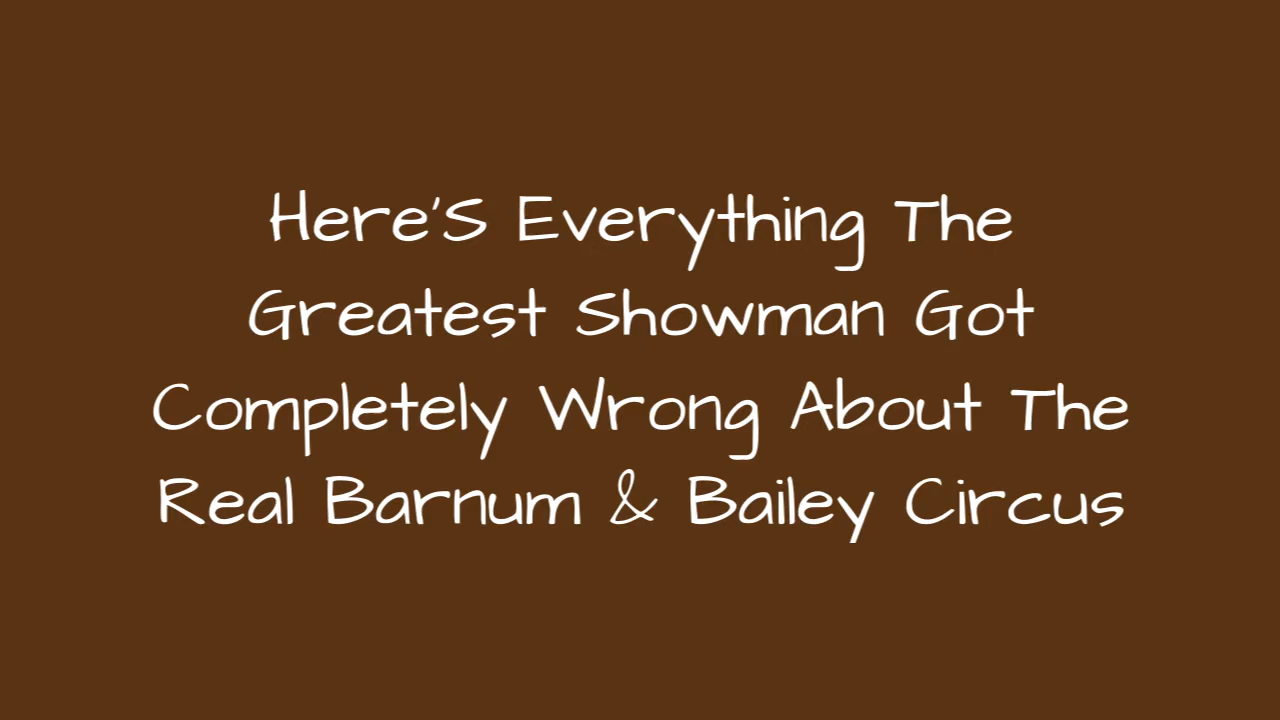 Here'S Everything The
Greatest Showman Got
Completely Wrong About The
Real Barnum & Bailey Circus